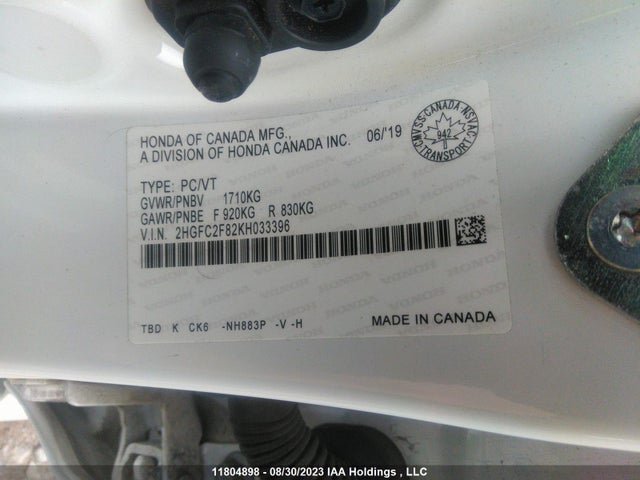 HONDA OF CANADA MFG.,
A DIVISION OF HONDA CANADA INC. 06/19
CMVSS·CANADA·NSVAC
942
TRANSPORT
TYPE: PC/VT
GVWR/PNBV 1710KG
GAWR/PNBE F 920KG R 830KG
V.I.N. 2HGFC2F82KH033396
TBD K CK6 -NH883P -V -H
MADE IN CANADA
HONDA
11804898 - 08/30/2023 IAA Holdings , LLC